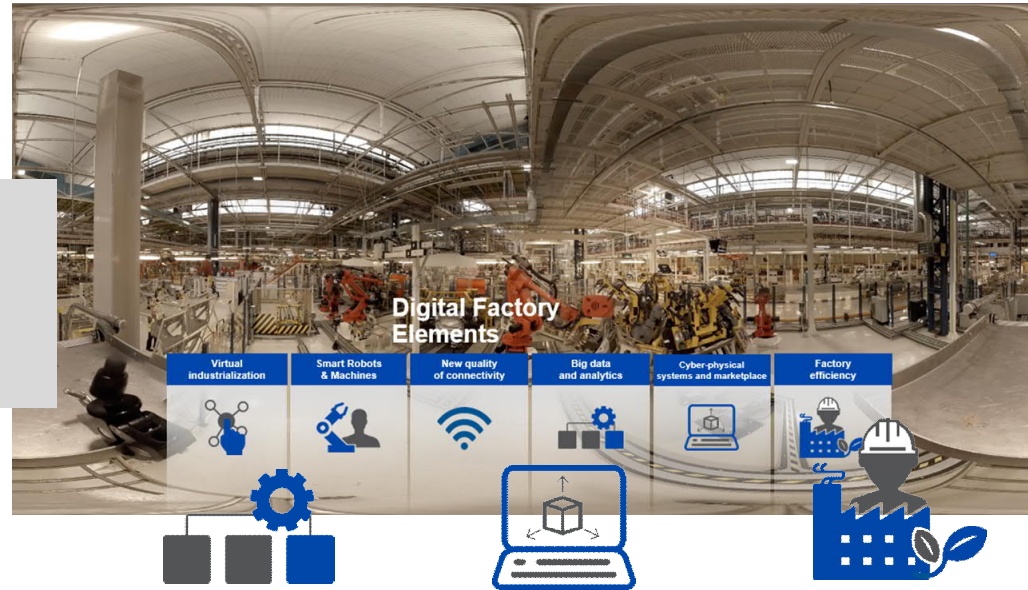 Digital Factory
Elements
Virtual
industrialization
Smart Robots
& Machines
New quality
of connectivity
Big data
and analytics
Cyber-physical
systems and marketplace
Factory
efficiency